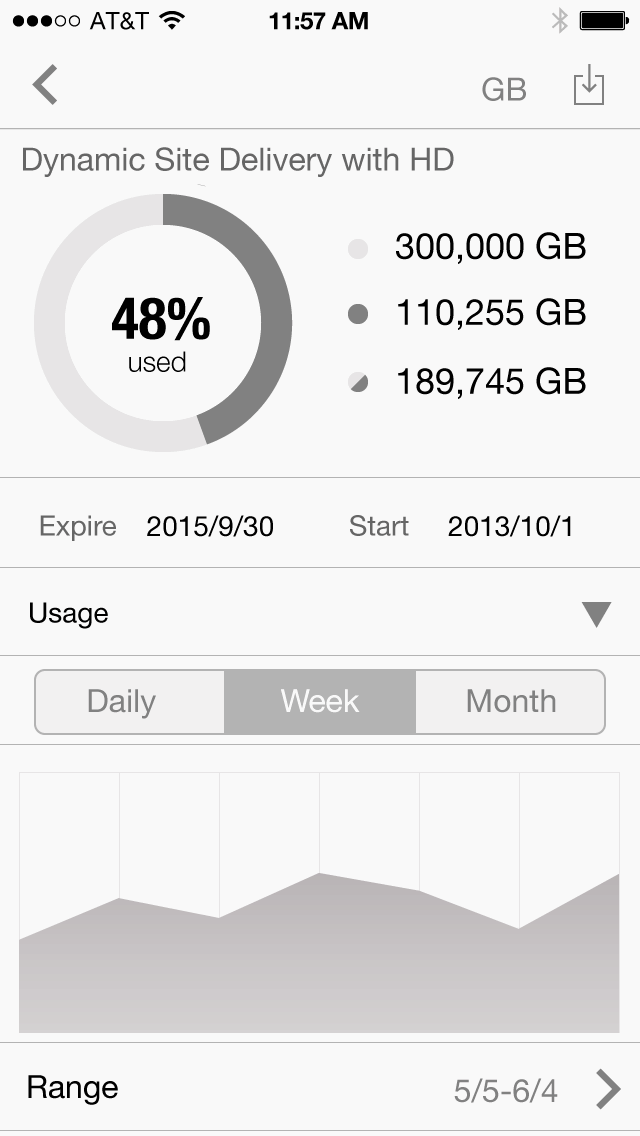 AT&T 11:57 AM
GB
Dynamic Site Delivery with HD
48%
used
300,000 GB
110,255 GB
189,745 GB
Expire 2015/9/30 Start 2013/10/1
Usage
Daily Week Month
Range 5/5-6/4